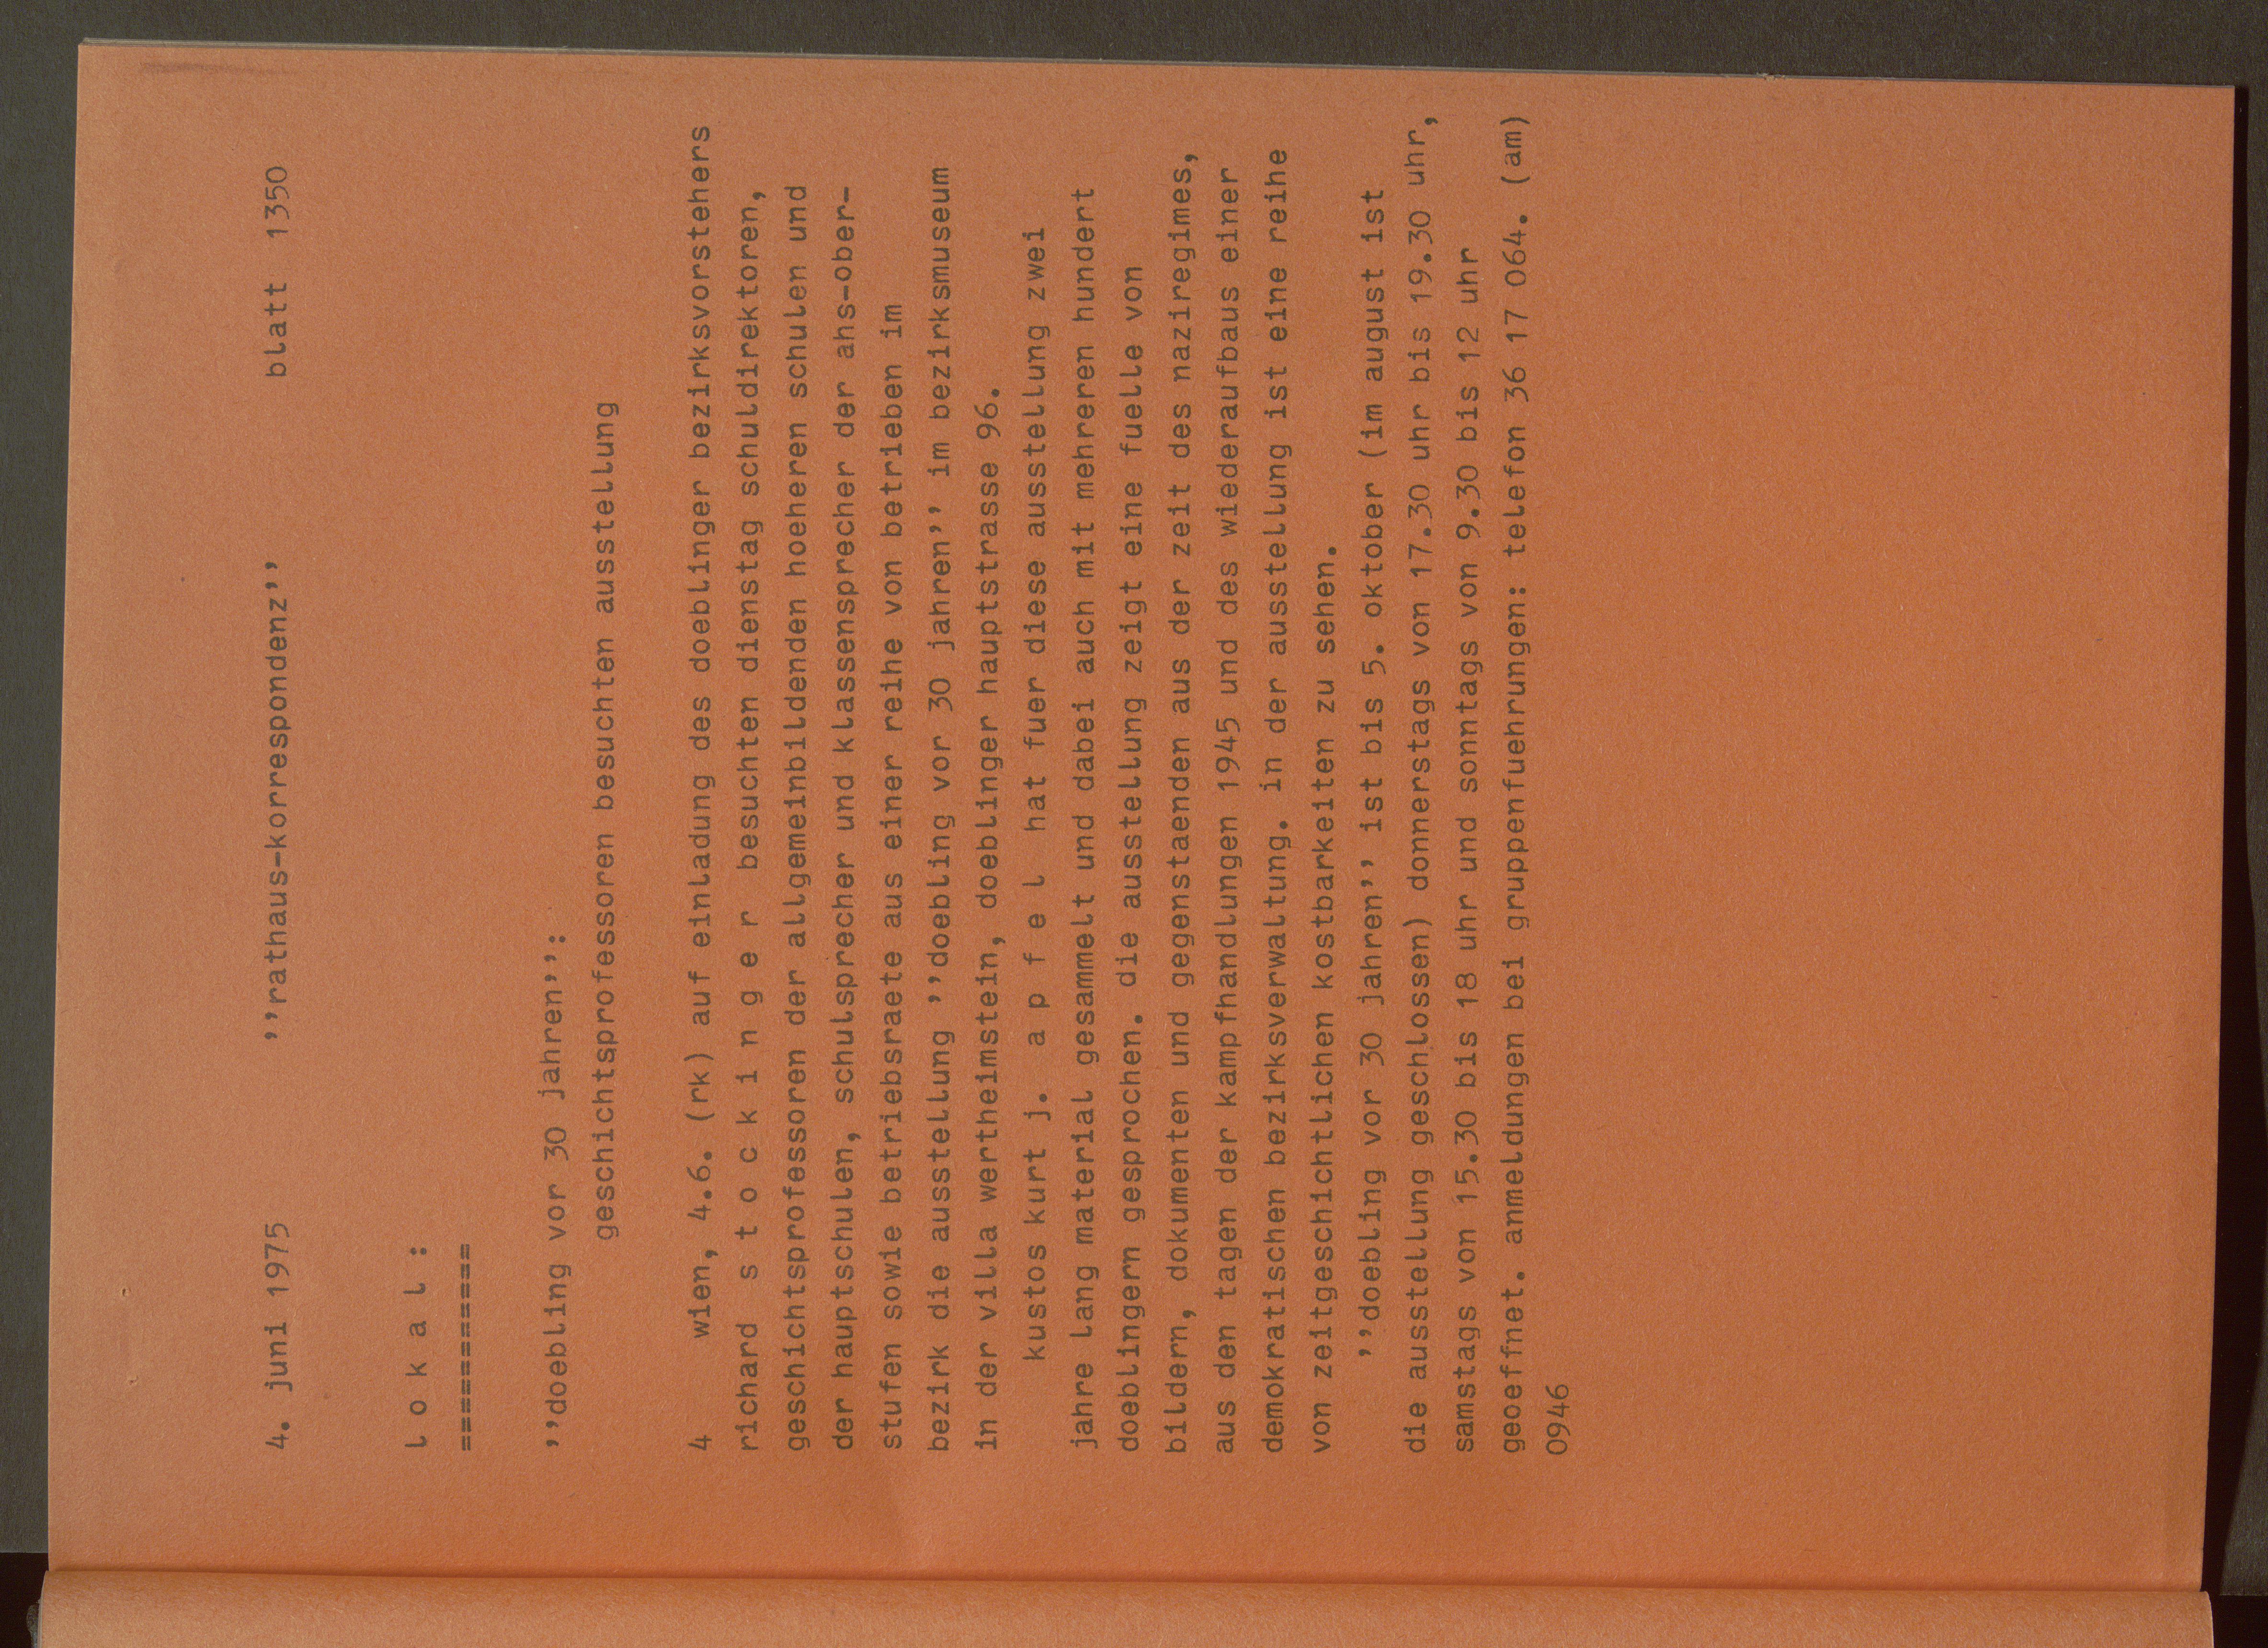 4. juni 1975 ''rathaus-korrespondenz'' blatt 1350
l o k a l :
===========
''doebling vor 30 jahren'':
geschichtsprofessoren besuchten ausstellung
4 wien, 4.6. (rk) auf einladung des doeblinger bezirksvorstehers
richard s t o c k i n g e r besuchten dienstag schuldirektoren,
geschichtsprofessoren der allgemeinbildenden hoeheren schulen und
der hauptschulen, schulsprecher und klassensprecher der ahs-ober-
stufen sowie betriebsraete aus einer reihe von betrieben im
bezirk die ausstellung ''doebling vor 30 jahren'' im bezirksmuseum
in der villa wertheimstein, doeblinger hauptstrasse 96.
kustos kurt j. a p f e l hat fuer diese ausstellung zwei
jahre lang material gesammelt und dabei auch mit mehreren hundert
doeblingern gesprochen. die ausstellung zeigt eine fuelle von
bildern, dokumenten und gegenstaenden aus der zeit des naziregimes,
aus den tagen der kampfhandlungen 1945 und des wiederaufbaus einer
demokratischen bezirksverwaltung. in der ausstellung ist eine reihe
von zeitgeschichtlichen kostbarkeiten zu sehen.
''doebling vor 30 jahren'' ist bis 5. oktober (im august ist
die ausstellung geschlossen) donnerstags von 17.30 uhr bis 19.30 uhr,
samstags von 15.30 bis 18 uhr und sonntags von 9.30 bis 12 uhr
geoeffnet. anmeldungen bei gruppenfuehrungen: telefon 36 17 064. (am)
0946